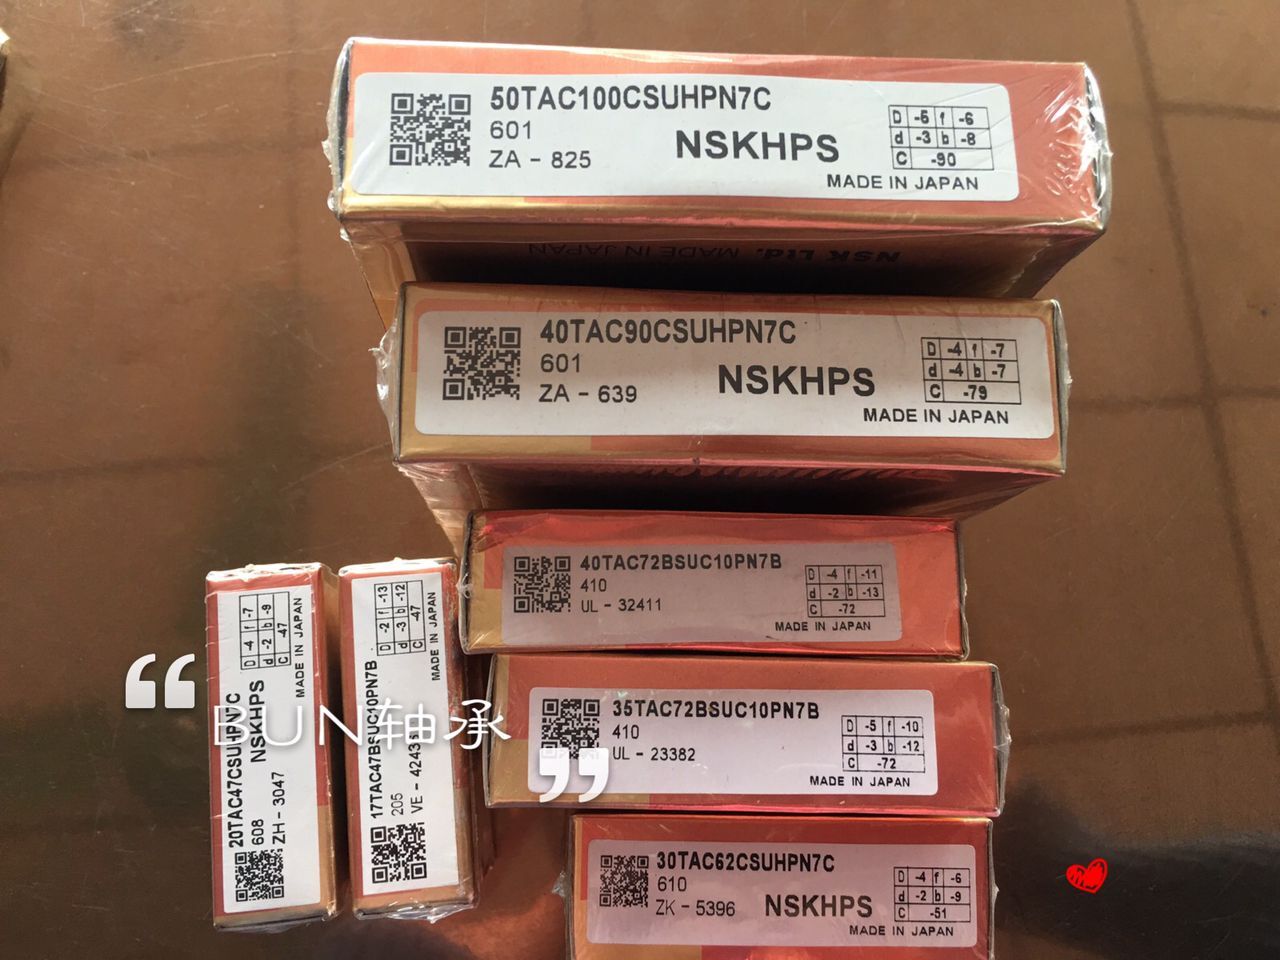 50TAC100CSUHPN7C
601
ZA - 825
NSKHPS
D -5 f -6
d -3 b -8
C -90
MADE IN JAPAN
NSK Ltd. MADE IN JAPAN
40TAC90CSUHPN7C
601
ZA - 639
NSKHPS
D -4 f -7
d -4 b -7
C -79
MADE IN JAPAN
40TAC72BSUC10PN7B
410
UL - 32411
D -4 f -11
d -2 b -13
C -72
MADE IN JAPAN
35TAC72BSUC10PN7B
410
UL - 23382
D -5 f -10
d -3 b -12
C -72
MADE IN JAPAN
30TAC62CSUHPN7C
610
ZK - 5396
NSKHPS
D -4 f -6
d -2 b -9
C -51
MADE IN JAPAN
20TAC47CSUHPN7C
608
ZH - 3047
NSKHPS
D -4 f -7
d -2 b -9
C -47
MADE IN JAPAN
17TAC47BSUC10PN7B
205
D -2 f -13
d -3 b -12
C -47
MADE IN JAPAN
“BUN轴承”